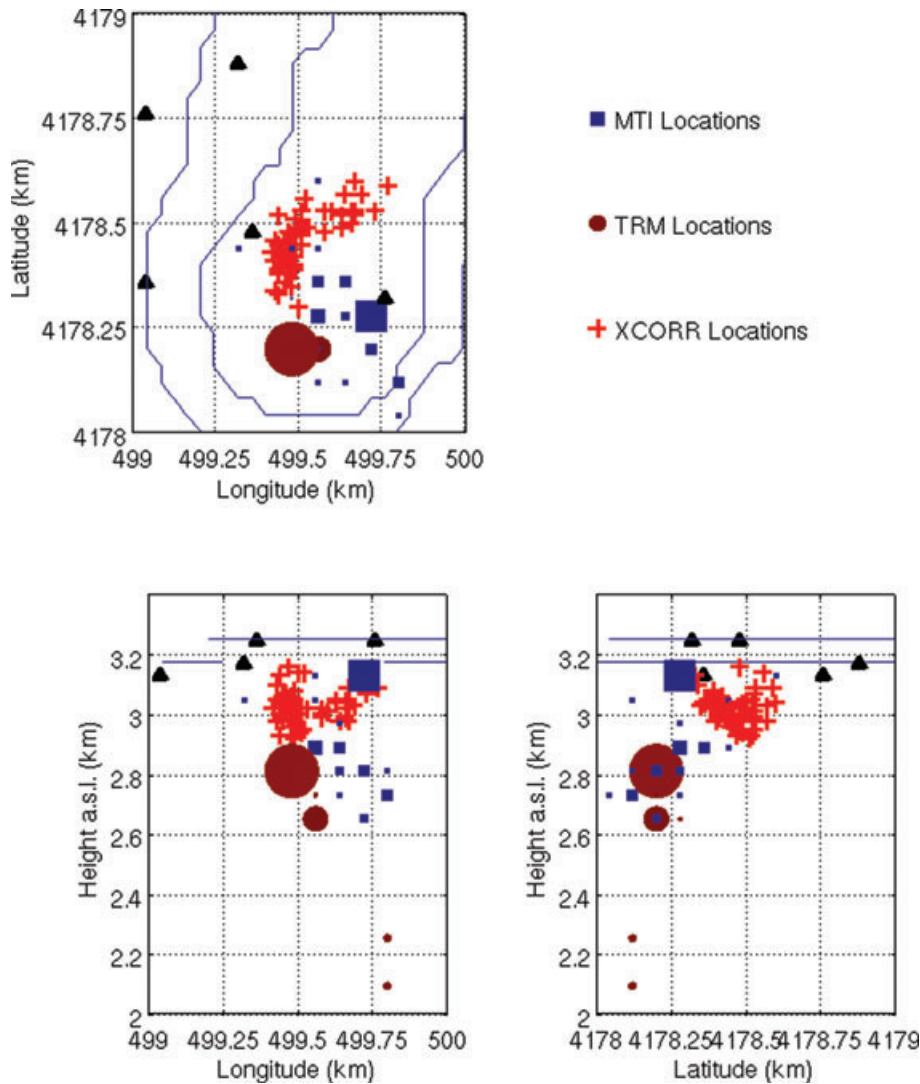 4179
4178.75
4178.5
4178.25
4178
Latitude (km)
499 499.25 499.5 499.75 500
Longitude (km)
MTI Locations
TRM Locations
XCORR Locations
3.2
3
2.8
2.6
2.4
2.2
2
Height a.s.l. (km)
499 499.25 499.5 499.75 500
Longitude (km)
3.2
3
2.8
2.6
2.4
2.2
2
Height a.s.l. (km)
4178 4178.25 4178.5 4178.75 4179
Latitude (km)